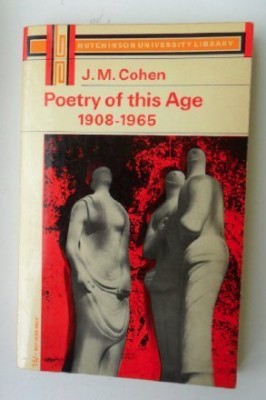 HUTCHINSON UNIVERSITY LIBRARY
J. M. Cohen
Poetry of this Age
1908-1965